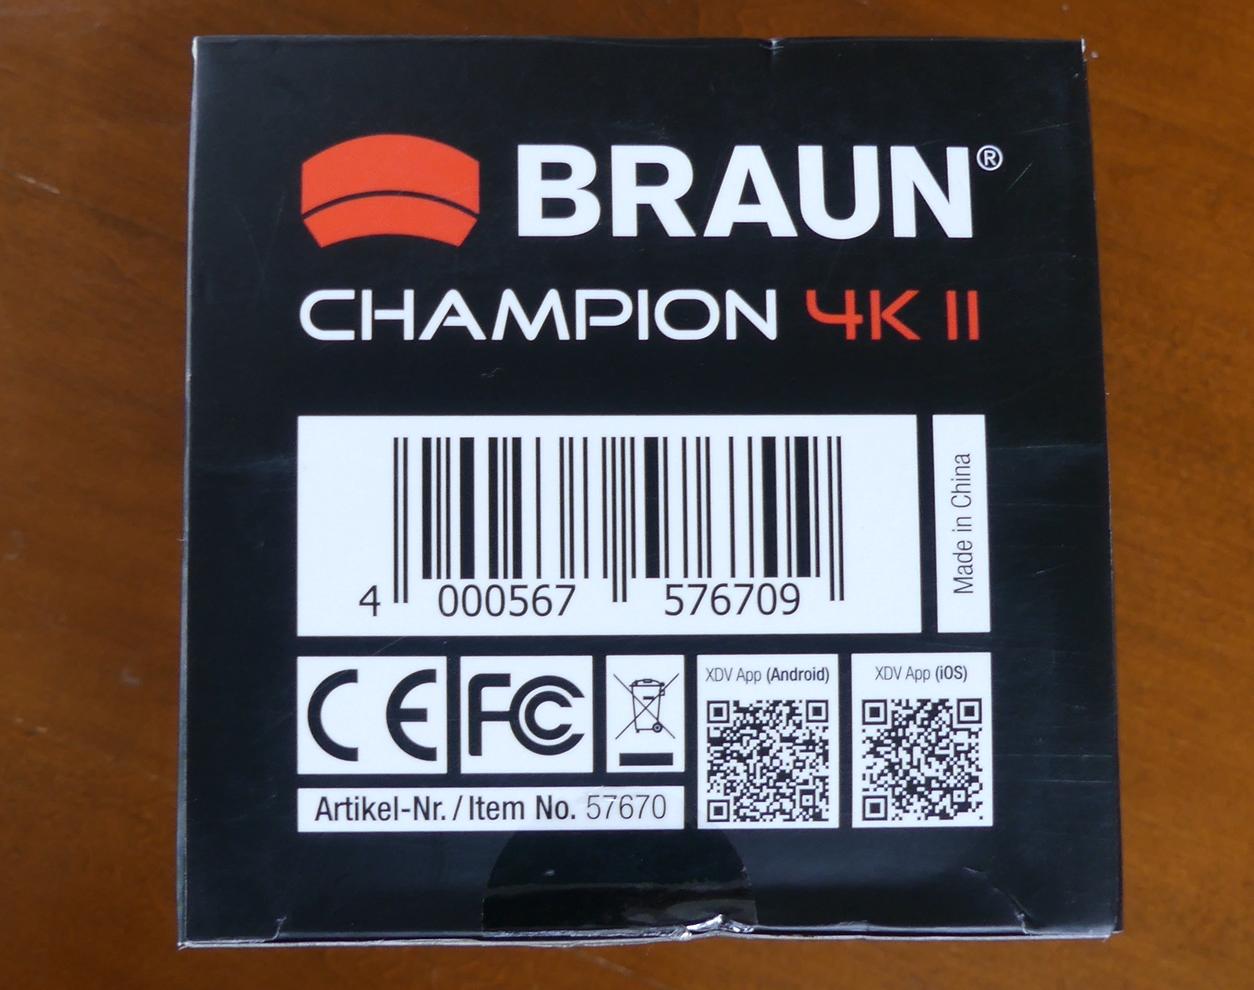 BRAUN®
CHAMPION 4K II
4 000567 576709
Made in China
CE FC
XDV App (Android)
XDV App (iOS)
Artikel-Nr. / Item No. 57670